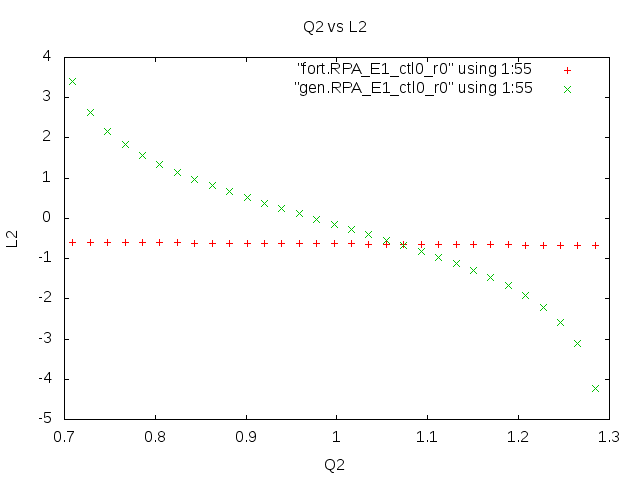 Q2 vs L2
"fort.RPA_E1_ctl0_r0" using 1:55
"gen.RPA_E1_ctl0_r0" using 1:55
4
3
2
1
0
-1
-2
-3
-4
-5
L2
0.7 0.8 0.9 1 1.1 1.2 1.3
Q2